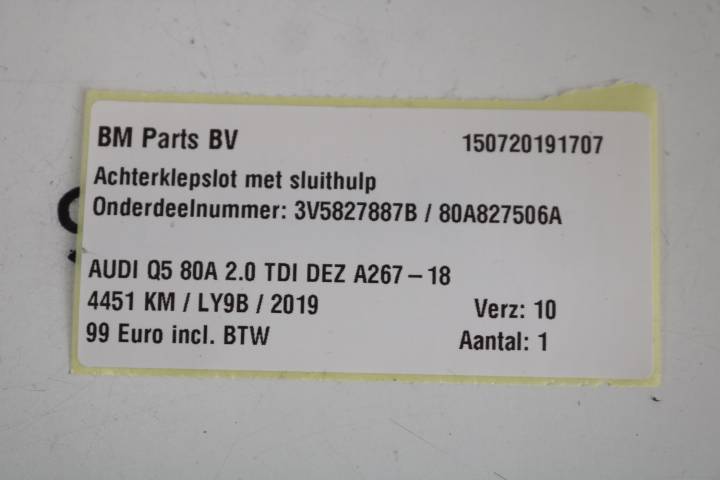 BM Parts BV 150720191707
Achterklepslot met sluithulp
Onderdeelnummer: 3V5827887B / 80A827506A
AUDI Q5 80A 2.0 TDI DEZ A267 – 18
4451 KM / LY9B / 2019 Verz: 10
99 Euro incl. BTW Aantal: 1